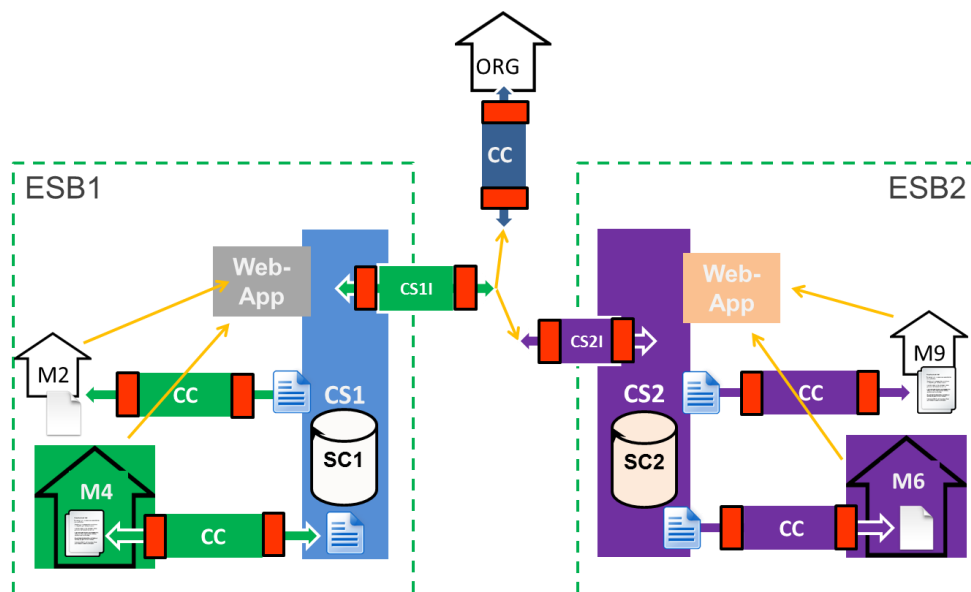 ORG
CC
ESB1
ESB2
Web-
App
CS1I
Web-
App
CS2I
M2
CC
CS1
SC1
CS2
SC2
CC
M9
M4
CC
CC
M6